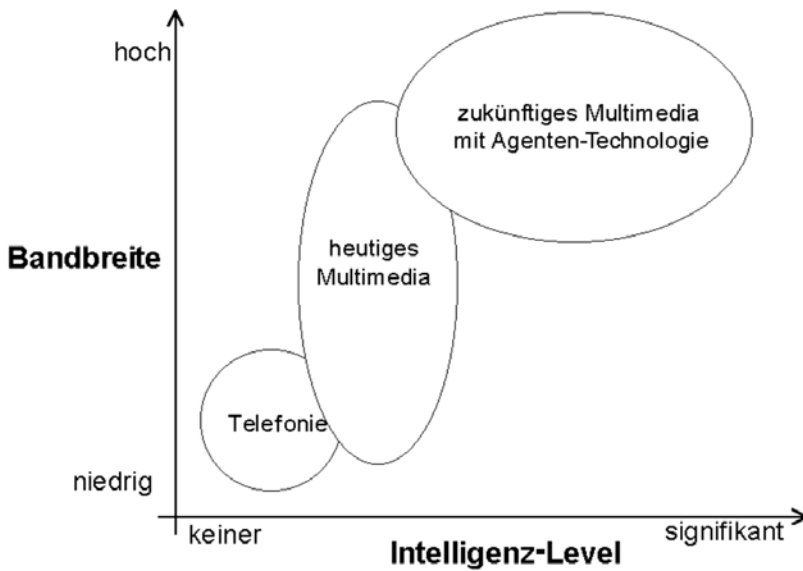 hoch
zukünftiges Multimedia
mit Agenten-Technologie
Bandbreite
heutiges
Multimedia
Telefonie
niedrig
keiner
signifikant
Intelligenz-Level